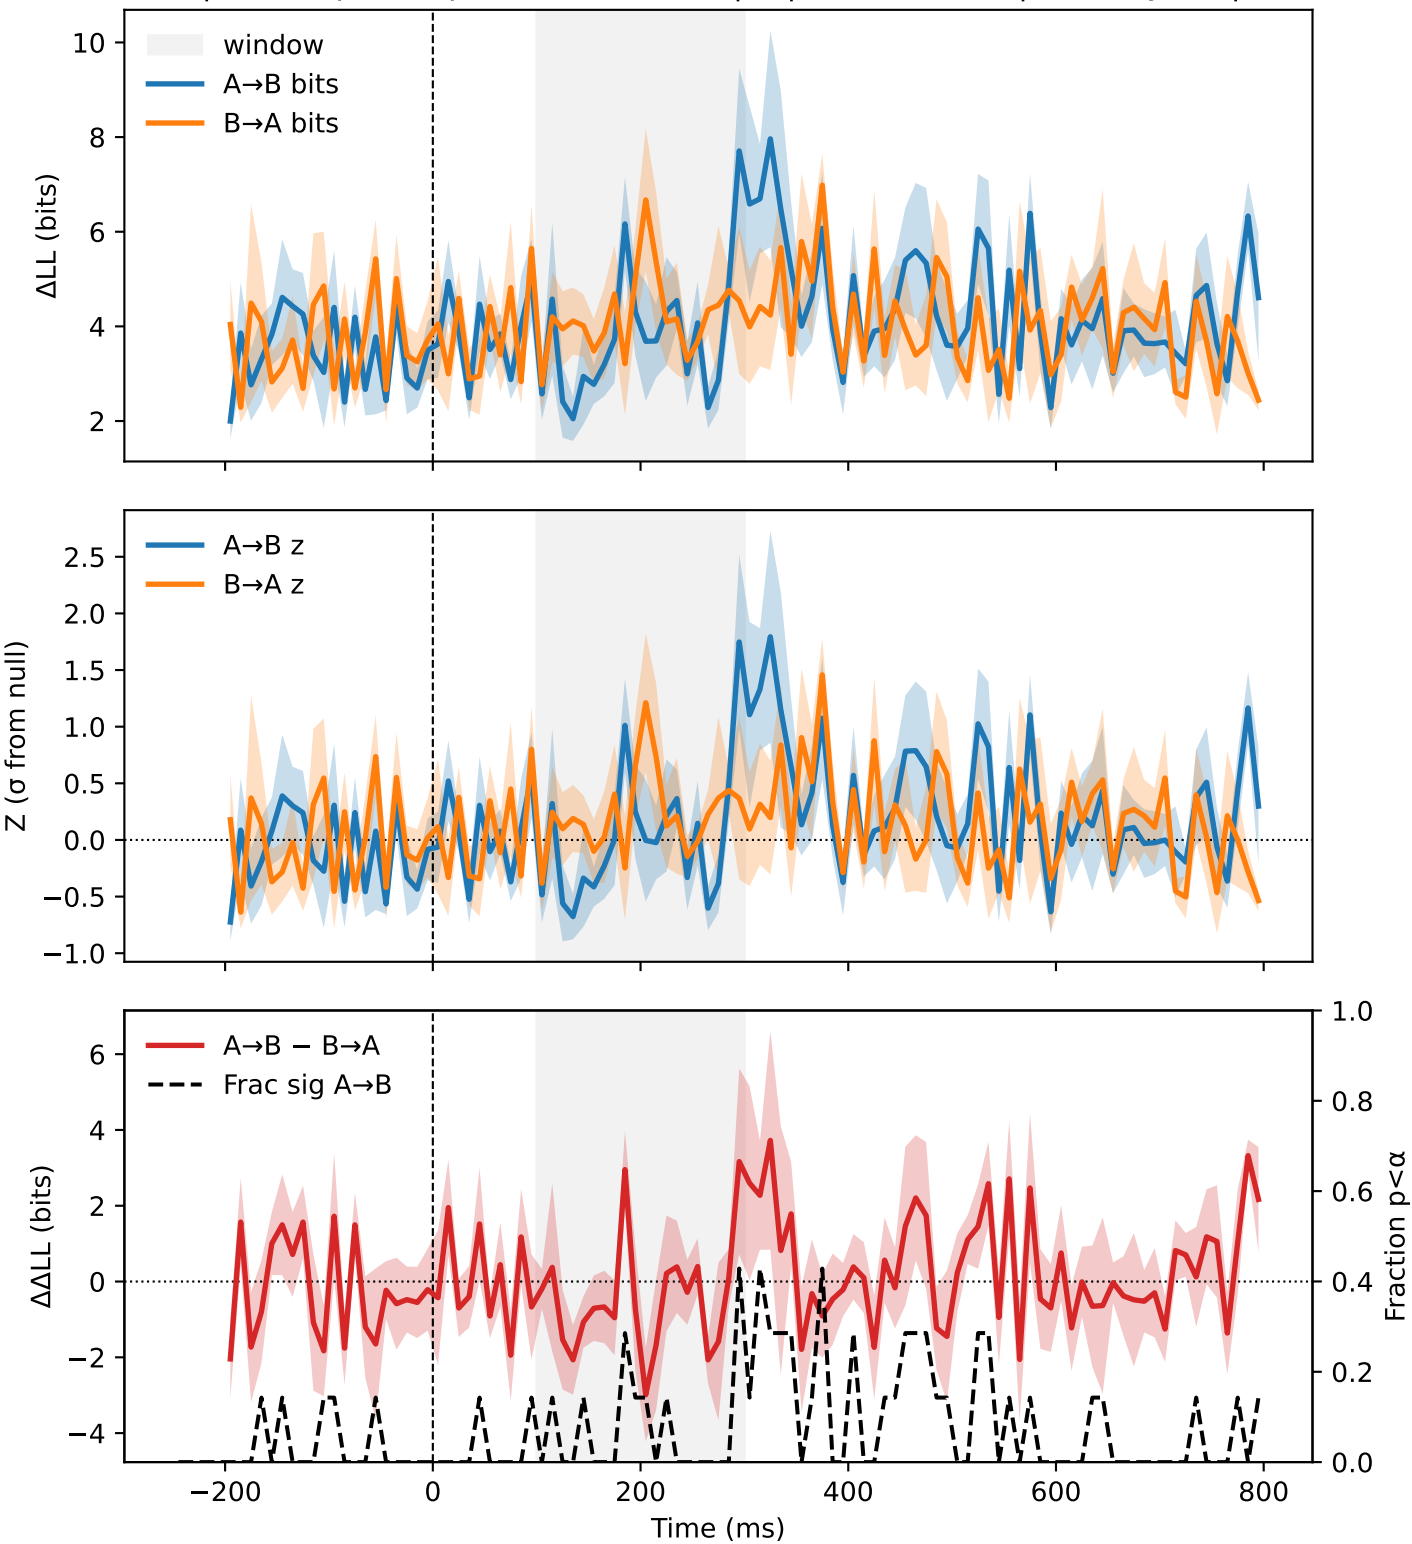 10
8
6
4
2
ΔLL (bits)
window
A→B bits
B→A bits
2.5
2.0
1.5
1.0
0.5
0.0
−0.5
−1.0
Z (σ from null)
A→B z
B→A z
6
4
2
0
−2
−4
ΔΔLL (bits)
A→B − B→A
Frac sig A→B
1.0
0.8
0.6
0.4
0.2
0.0
Fraction p<α
−200 0 200 400 600 800
Time (ms)